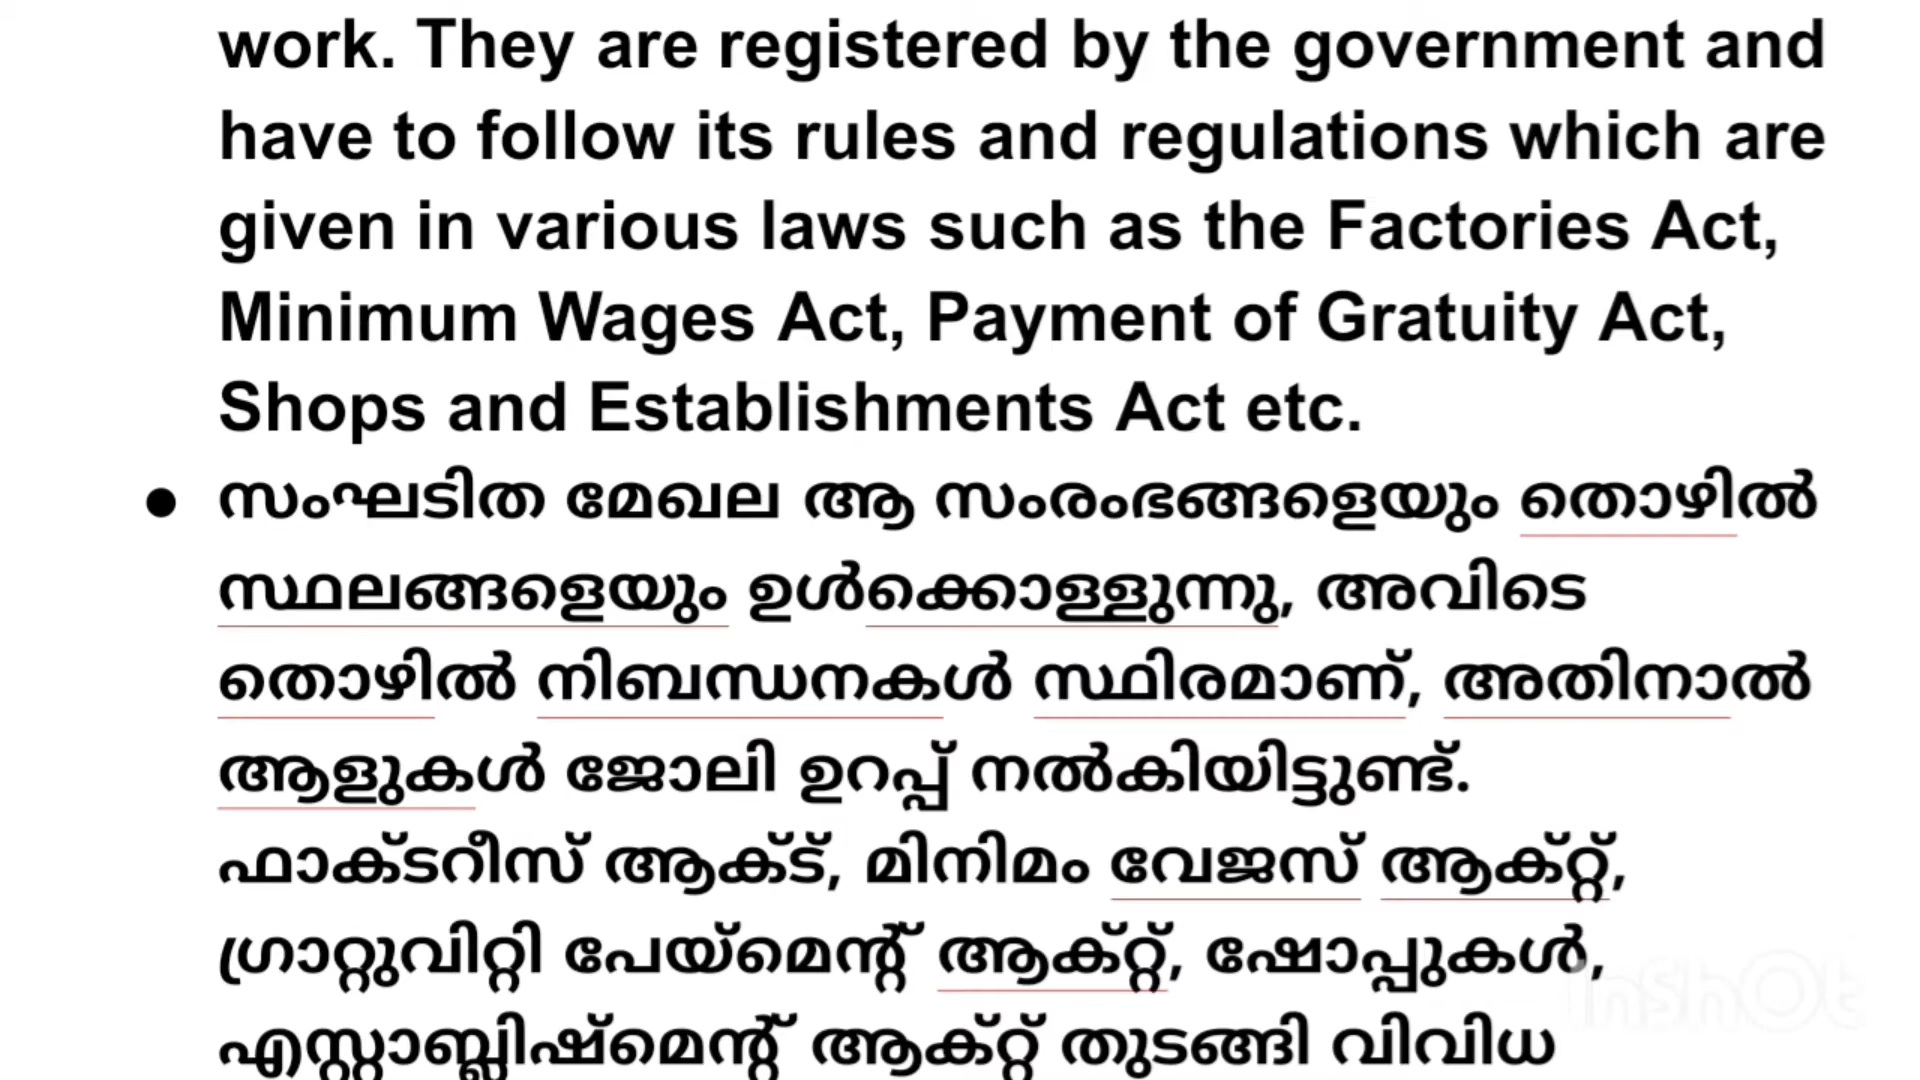 work. They are registered by the government and
have to follow its rules and regulations which are
given in various laws such as the Factories Act,
Minimum Wages Act, Payment of Gratuity Act,
Shops and Establishments Act etc.
● സംഘടിത മേഖല ആ സംരംഭങ്ങളെയും തൊഴിൽ
സ്ഥലങ്ങളെയും ഉൾക്കൊള്ളുന്നു, അവിടെ
തൊഴിൽ നിബന്ധനകൾ സ്ഥിരമാണ്, അതിനാൽ
ആളുകൾ ജോലി ഉറപ്പ് നൽകിയിട്ടുണ്ട്.
ഫാക്ടറീസ് ആക്ട്, മിനിമം വേജസ് ആക്റ്റ്,
ഗ്രാറ്റുവിറ്റി പേയ്മെന്റ് ആക്റ്റ്, ഷോപ്പുകൾ,
എസ്റ്റാബ്ലിഷ്മെന്റ് ആക്റ്റ് തുടങ്ങി വിവിധ
InShOt